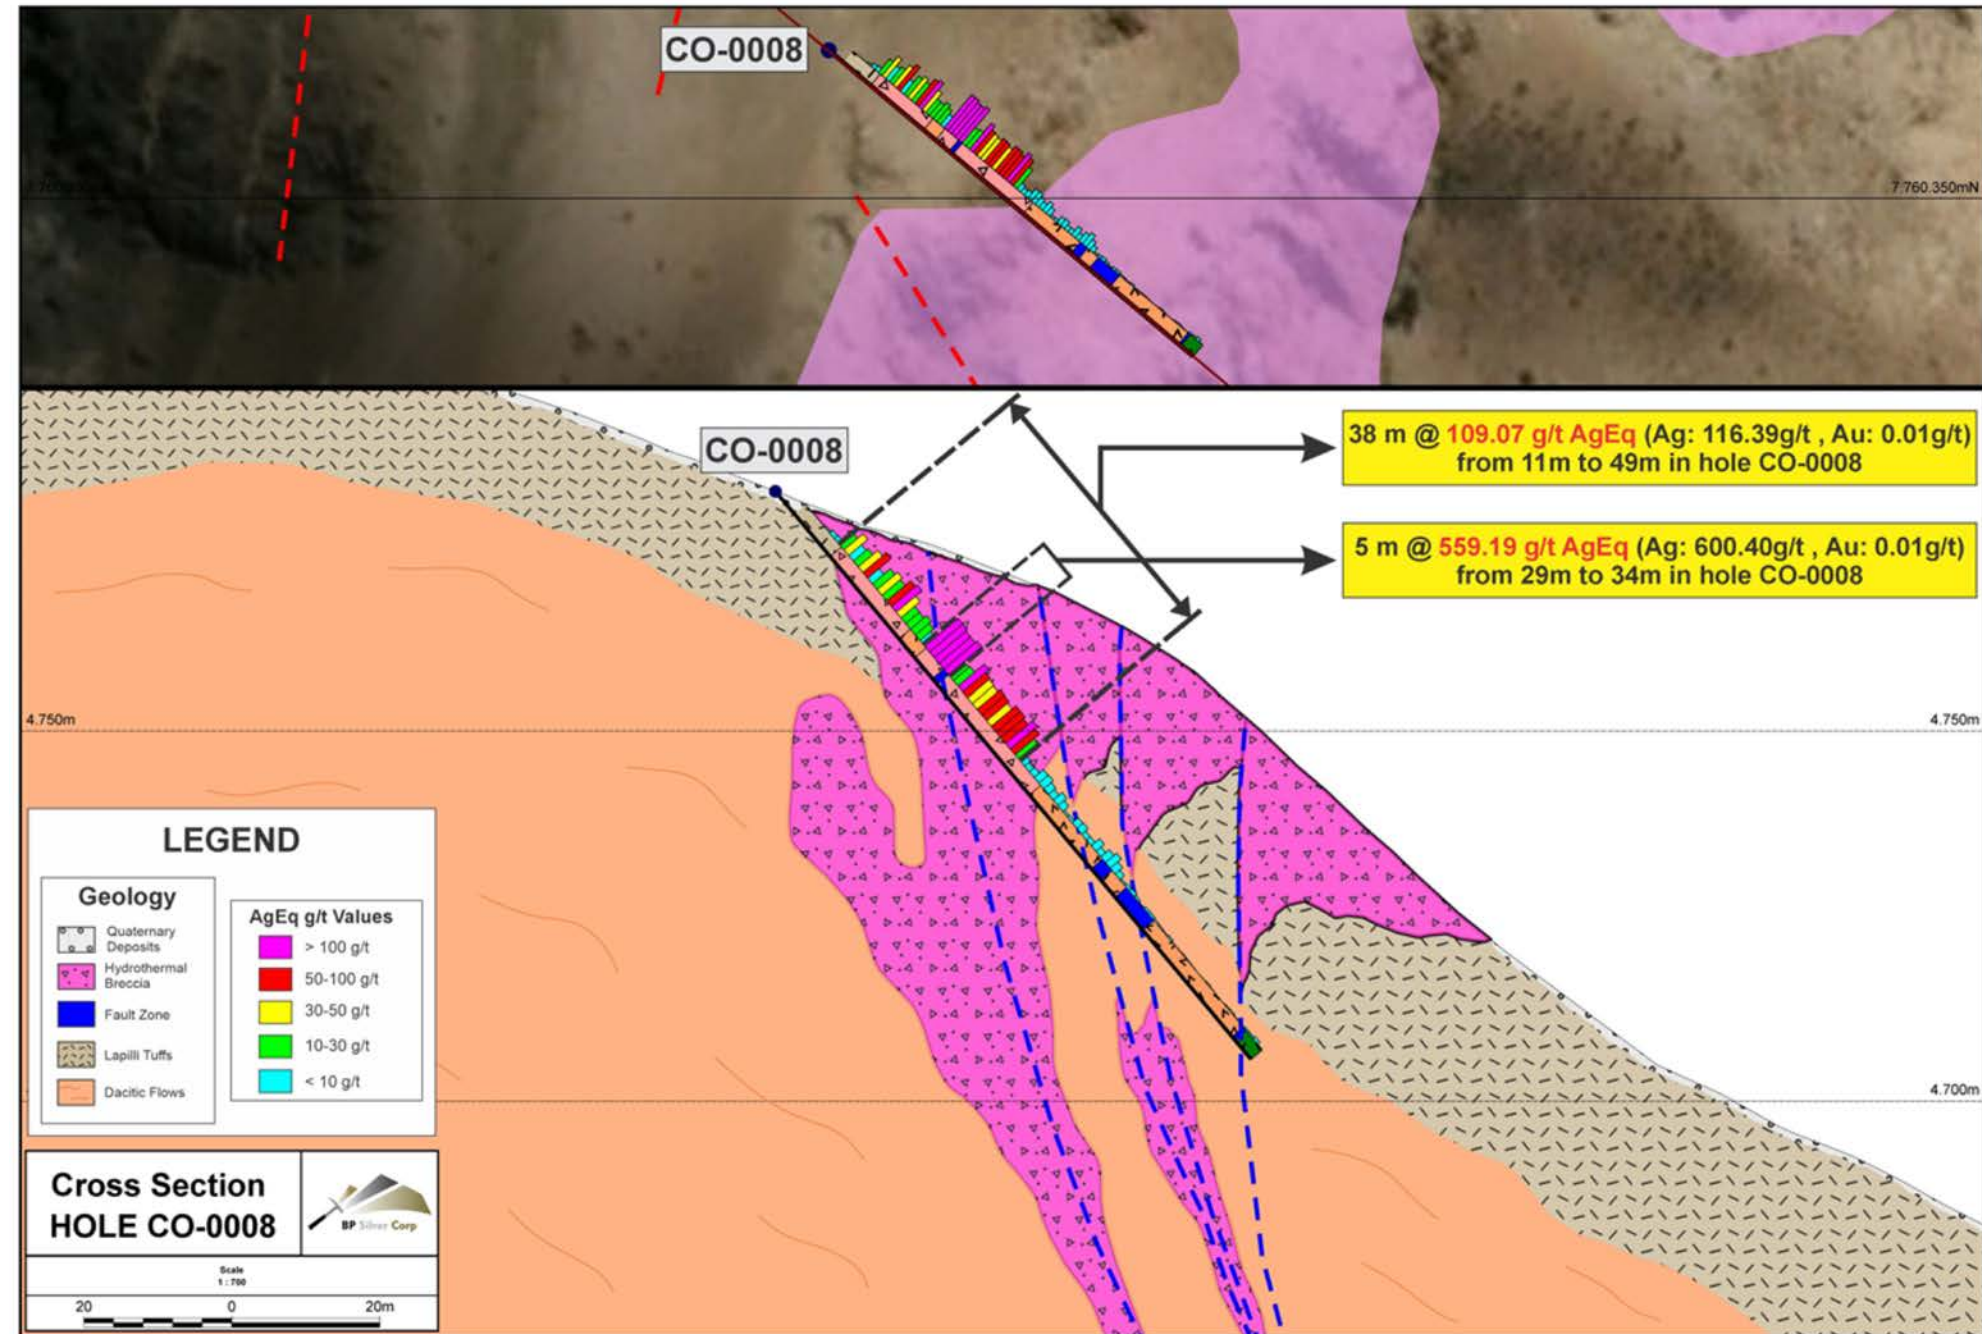 CO-0008
7.760.350mN
CO-0008
38 m @ 109.07 g/t AgEq (Ag: 116.39g/t , Au: 0.01g/t)
from 11m to 49m in hole CO-0008
5 m @ 559.19 g/t AgEq (Ag: 600.40g/t , Au: 0.01g/t)
from 29m to 34m in hole CO-0008
4.750m
4.750m
4.700m
LEGEND
Geology
Quaternary
Deposits
Hydrothermal
Breccia
Fault Zone
Lapilli Tuffs
Dacitic Flows
AgEq g/t Values
> 100 g/t
50-100 g/t
30-50 g/t
10-30 g/t
< 10 g/t
Cross Section
HOLE CO-0008
BP Silver Corp
Scale
1 : 700
20 0 20m